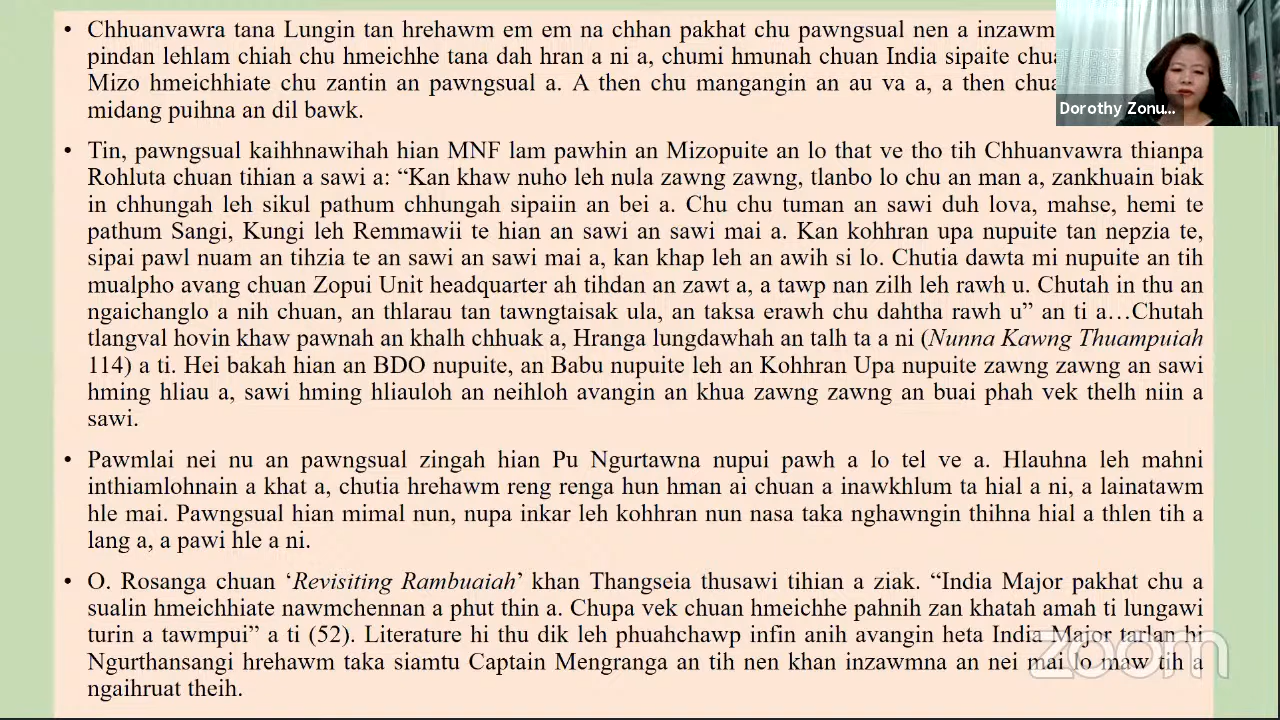 Chhuanvawra tana Lungin tan hrehawm em em na chhan pakhat chu pawngsual nen a inzawm
pindan lehlam chiah chu hmeichhe tana dah hran a ni a, chumi hmunah chuan India sipaite
Mizo hmeichhiate chu zantin an pawngsual a. A then chu mangangin an au va a, a then
midang puihna an dil bawk.
Tin, pawngsual kaihhnawihah hian MNF lam pawhin an Mizopuite an lo that ve tho tih Chhuanvawra thianpa
Rohluta chuan tihian a sawi a: “Kan khaw nuho leh nula zawng zawng, tlanbo lo chu an man a, zankhuain biak
in chhungah leh sikul pathum chhungah sipaiin an bei a. Chu chu tuman an sawi duh lova, mahse, hemi te
pathum Sangi, Kungi leh Remmawii te hian an sawi an sawi mai a. Kan kohhran upa nupuite tan nepzia te,
sipai pawl nuam an tihzia te an sawi an sawi mai a, kan khap leh an awih si lo. Chutia dawta mi nupuite an tih
mualpho avang chuan Zopui Unit headquarter ah tihdan an zawt a, a tawp nan zilh leh rawh u. Chutah in thu an
ngaichanglo a nih chuan, an thlarau tan tawngtaisak ula, an taksa erawh chu dahtha rawh u” an ti a…Chutah
tlangval hovin khaw pawnah an khalh chhuak a, Hranga lungdawhah an talh ta a ni (Nunna Kawng Thuampuiah
114) a ti. Hei bakah hian an BDO nupuite, an Babu nupuite leh an Kohhran Upa nupuite zawng zawng an sawi
hming hliau a, sawi hming hliauloh an neihloh avangin an khua zawng zawng an buai phah vek thelh niin a
sawi.
Pawmlai nei nu an pawngsual zingah hian Pu Ngurtawna nupui pawh a lo tel ve a. Hlauhna leh mahni
inthiamlohnain a khat a, chutia hrehawm reng renga hun hman ai chuan a inawkhlum ta hial a ni, a lainatawm
hle mai. Pawngsual hian mimal nun, nupa inkar leh kohhran nun nasa taka nghawngin thihna hial a thlen tih a
lang a, a pawi hle a ni.
O. Rosanga chuan ‘Revisiting Rambuaiah’ khan Thangseia thusawi tihian a ziak. “India Major pakhat chu a
sualin hmeichhiate nawmchennan a phut thin a. Chupa vek chuan hmeichhe pahnih zan khatah amah ti lungawi
turin a tawmpui” a ti (52). Literature hi thu dik leh phuahchawp infin anih avangin heta India Major tarlan hi
Ngurthansangi hrehawm taka siamtu Captain Mengranga an tih nen khan inzawmna an nei mai lo maw tih a
ngaihruat theih.
Dorothy Zonu...
zoom